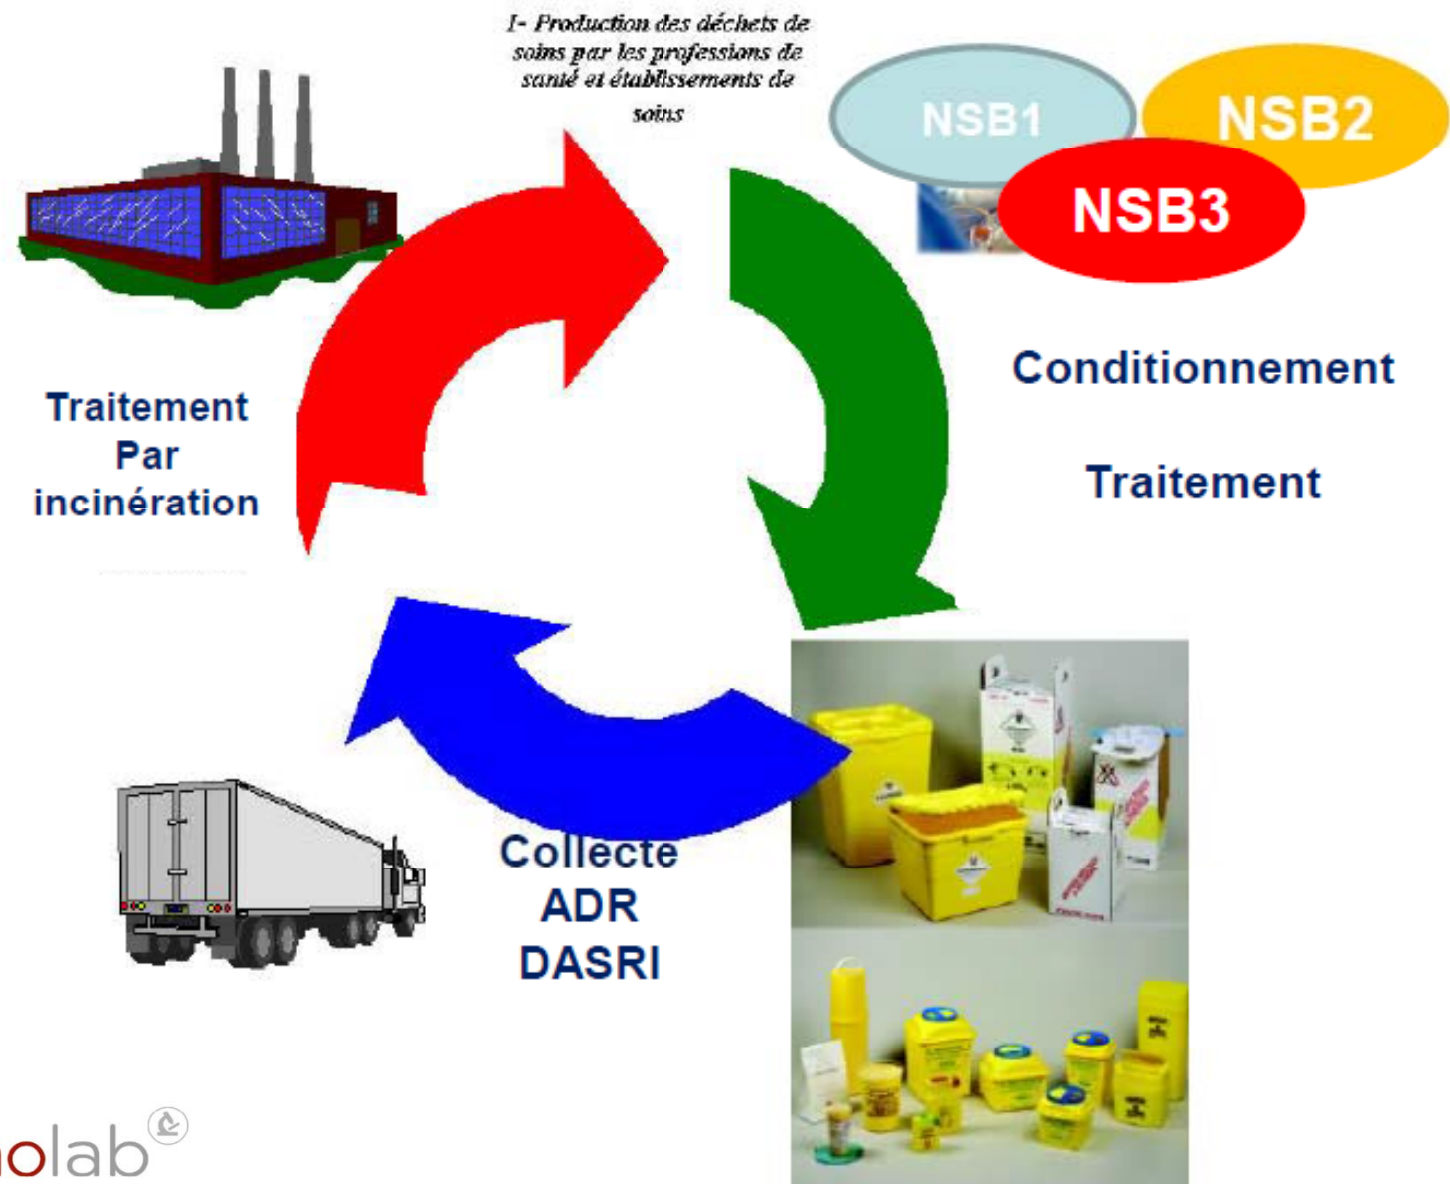 I- Production des déchets de
soins par les professions de
santé et établissements de
soins
NSB1
NSB2
NSB3
Conditionnement
Traitement
Traitement
Par
incinération
Collecte
ADR
DASRI
olab